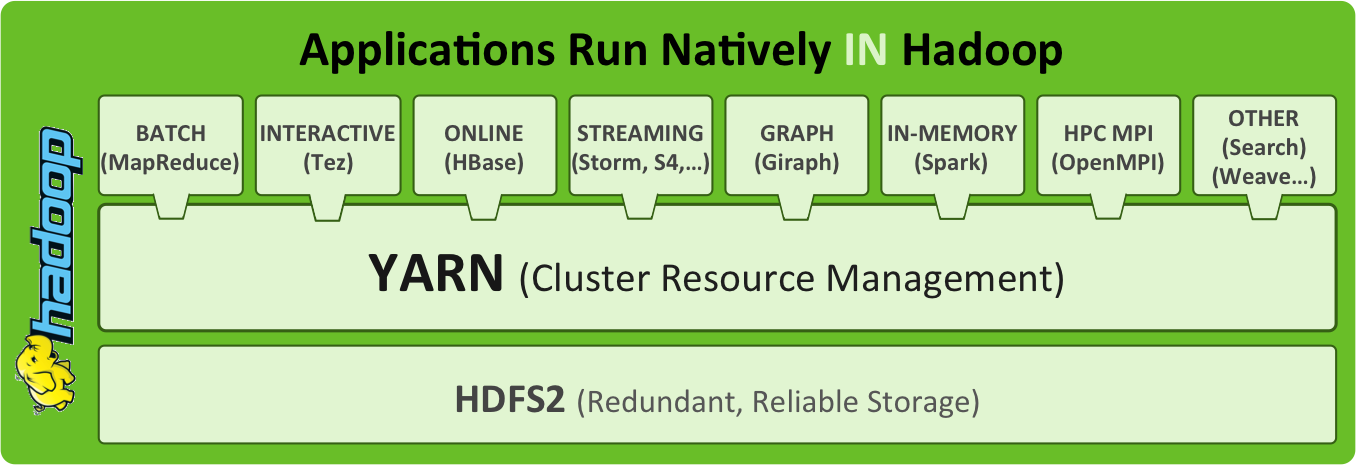 Applications Run Natively IN Hadoop
BATCH
(MapReduce)
INTERACTIVE
(Tez)
ONLINE
(HBase)
STREAMING
(Storm, S4,...)
GRAPH
(Giraph)
IN-MEMORY
(Spark)
HPC MPI
(OpenMPI)
OTHER
(Search)
(Weave...)
hadoop
YARN (Cluster Resource Management)
HDFS2 (Redundant, Reliable Storage)